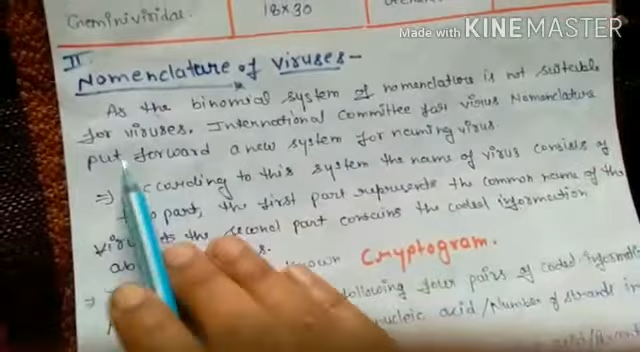 Geminiviridae
18×30
Made with KINEMASTER
II
Nomenclature of viruses-
As the binomial system of nomenclature is not suitable
for viruses. International Committee for virus Nomenclature
put forward a new system for naming virus.
⇒ According to this system the name of virus consists of
part, the first part represents the common name of the
the second part contains the coded information
Cryptogram.
⇒ following four pairs of coded
nucleic acid/Number of strands in